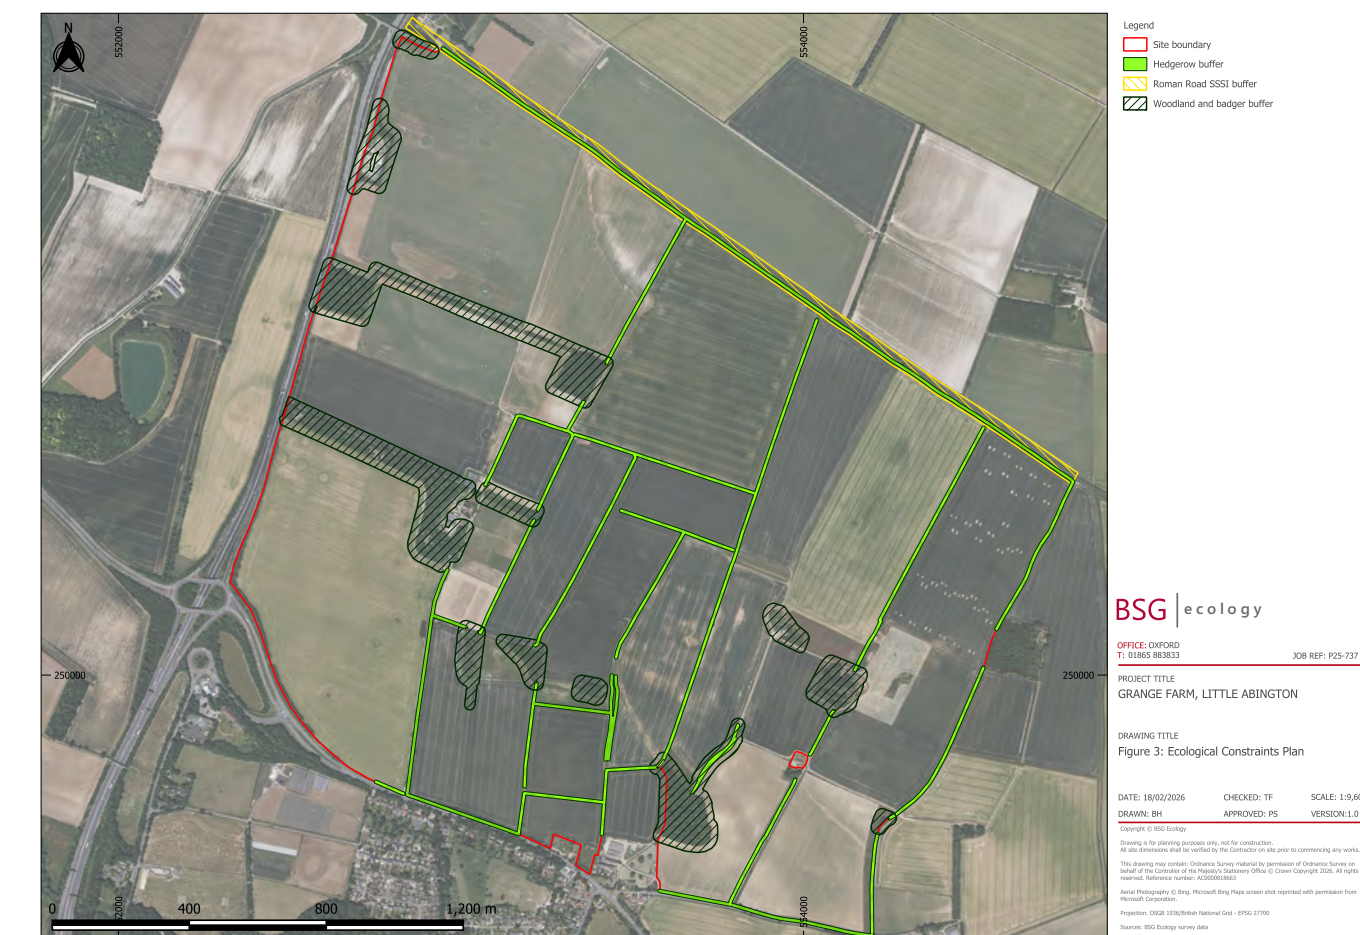 N
552000
554000
Legend
Site boundary
Hedgerow buffer
Roman Road SSSI buffer
Woodland and badger buffer
250000
250000
BSG ecology
OFFICE: OXFORD
T: 01865 883833
JOB REF: P25-737
PROJECT TITLE
GRANGE FARM, LITTLE ABINGTON
DRAWING TITLE
Figure 3: Ecological Constraints Plan
DATE: 18/02/2026
CHECKED: TF
SCALE: 1:9,60
DRAWN: BH
APPROVED: PS
VERSION:1.0
Copyright © BSG Ecology
Drawing is for planning purposes only, not for construction.
All site dimensions shall be verified by the Contractor on site prior to commencing any works.
This drawing may contain: Ordnance Survey material by permission of Ordnance Survey on
behalf of the Controller of His Majesty's Stationery Office © Crown Copyright 2026. All rights
reserved. Reference number: AC0000818663
Aerial Photography © Bing. Microsoft Bing Maps screen shot reprinted with permission from
Microsoft Corporation.
Projection: OSGB 1936/British National Grid - EPSG 27700
Sources: BSG Ecology survey data
0
400
800
1,200 m
552000
554000